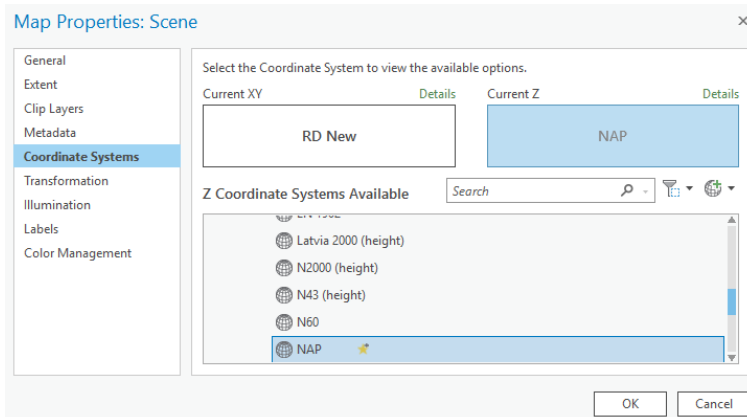 Map Properties: Scene
General
Extent
Clip Layers
Metadata
Coordinate Systems
Transformation
Illumination
Labels
Color Management
Select the Coordinate System to view the available options.
Current XY Details Current Z Details
RD New NAP
Z Coordinate Systems Available Search
Latvia 2000 (height)
N2000 (height)
N43 (height)
N60
NAP
OK Cancel